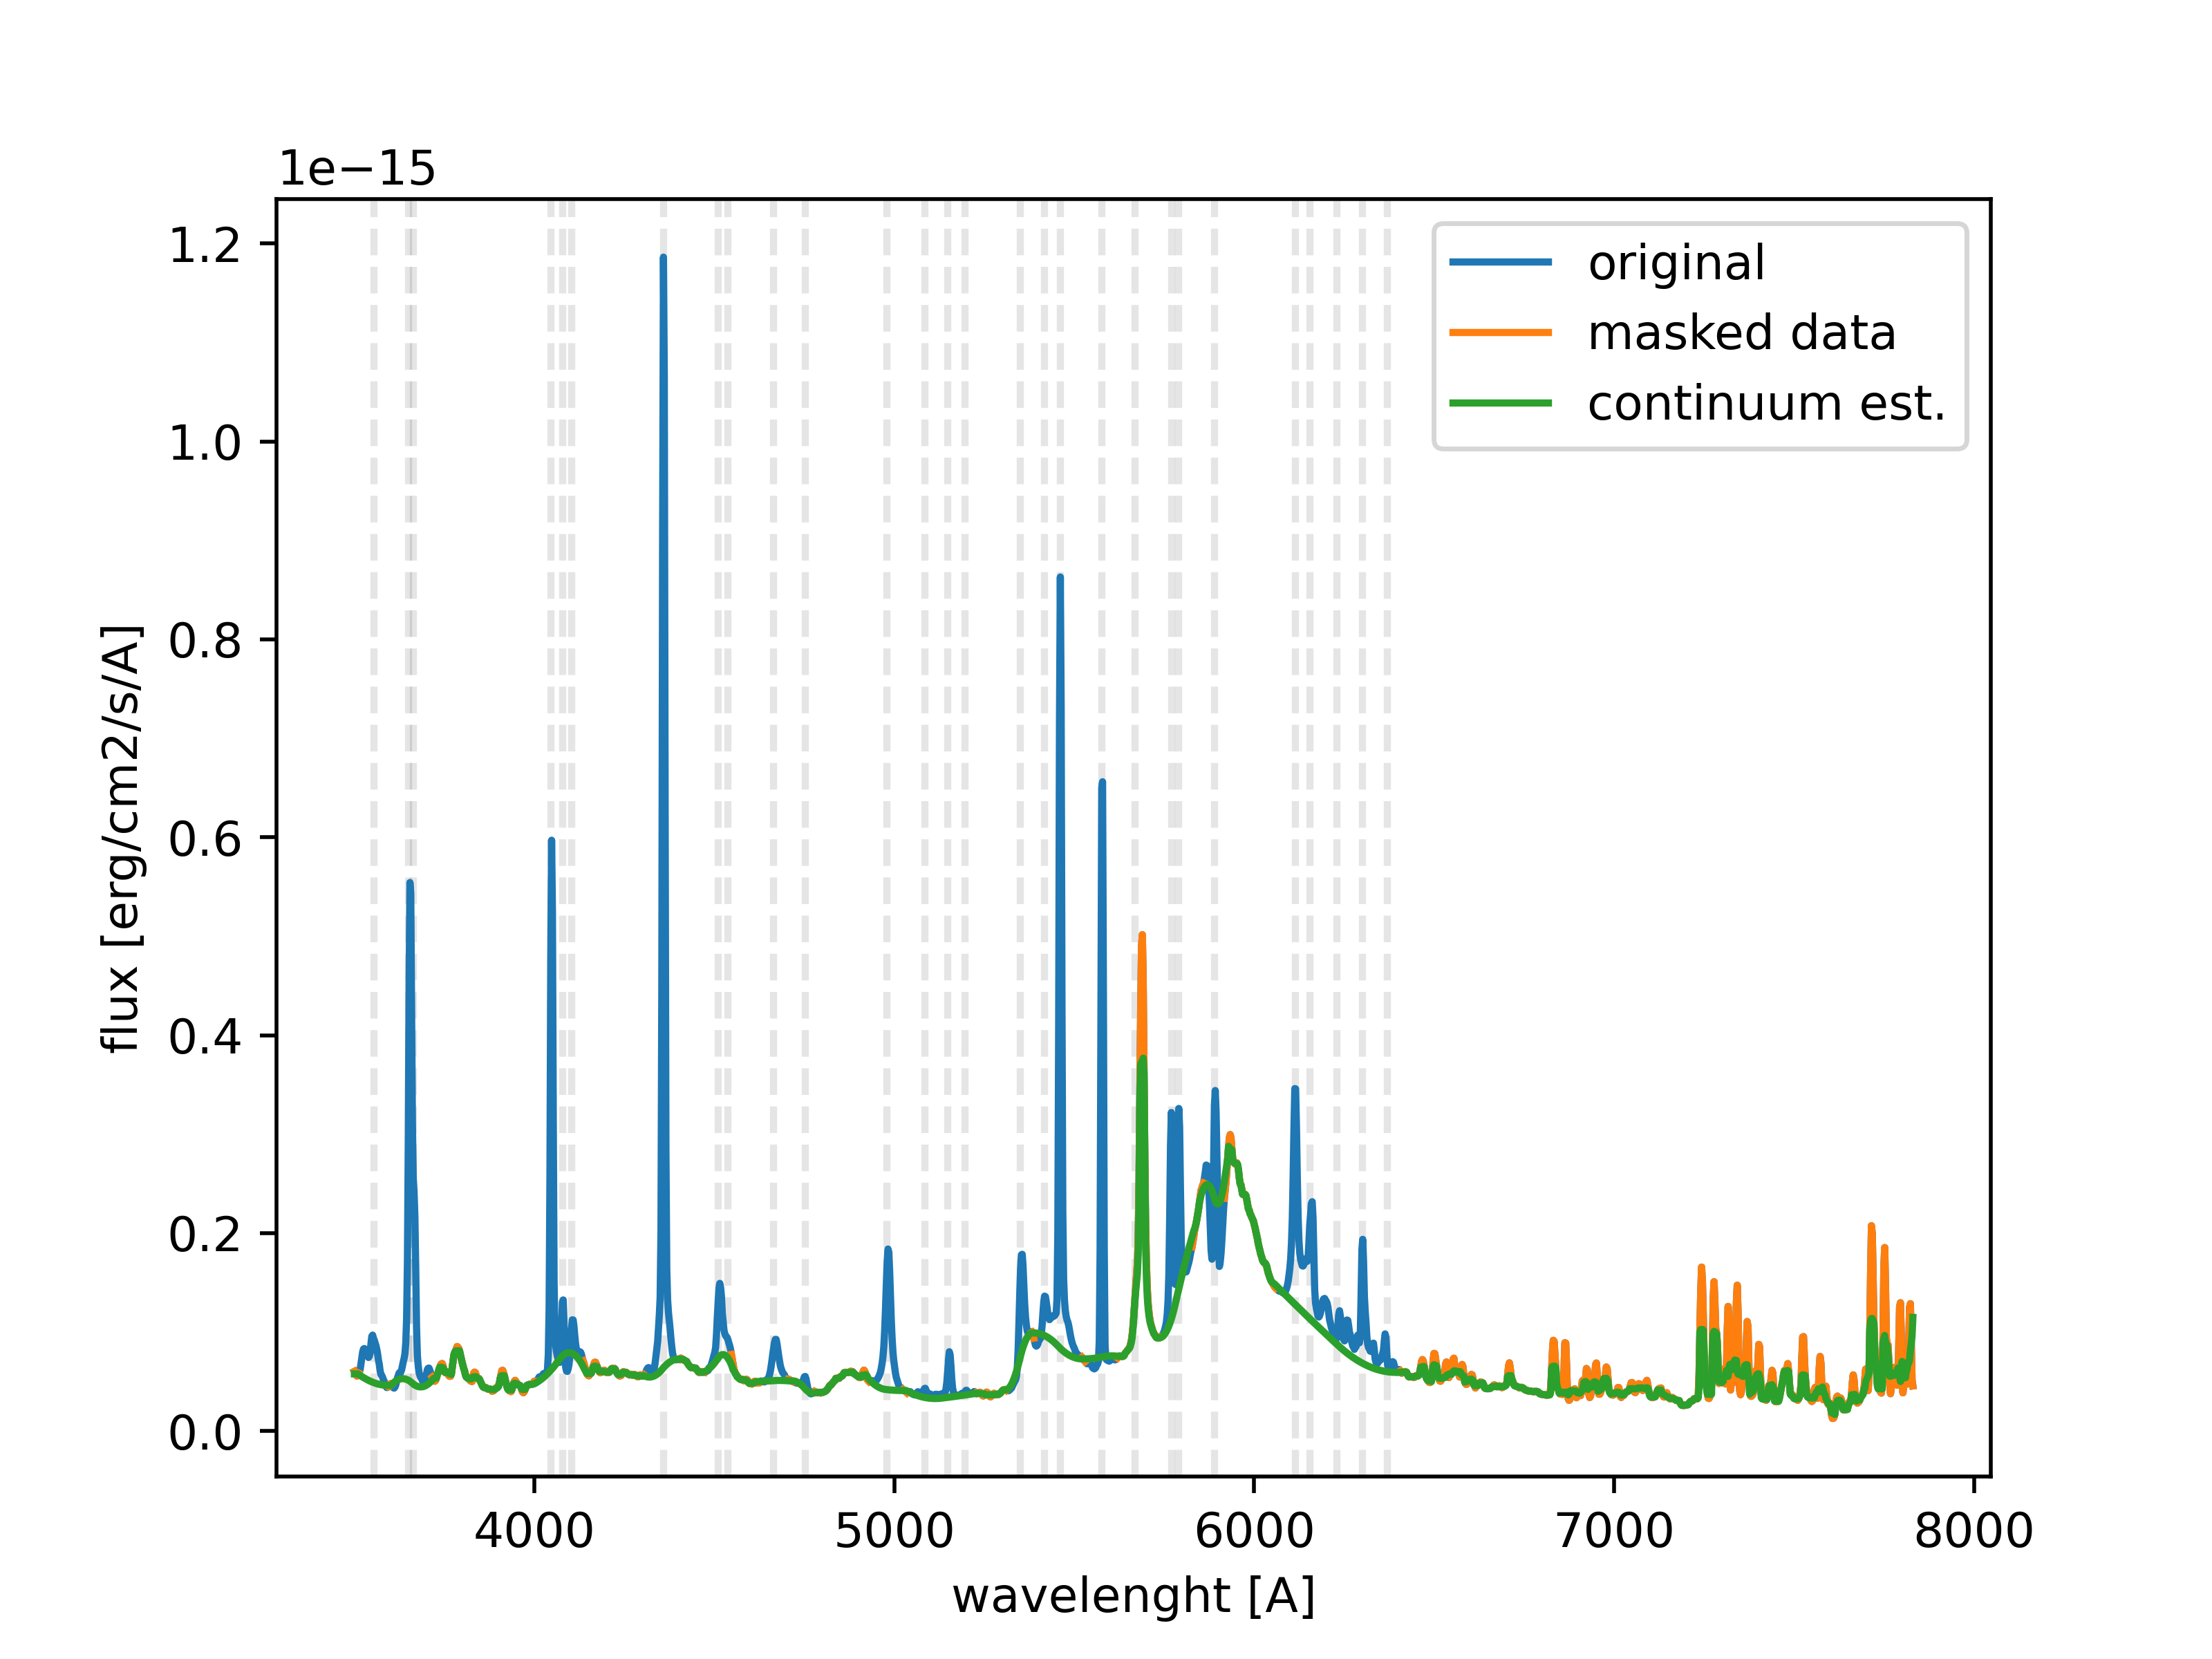 1e−15
1.2
1.0
0.8
0.6
0.4
0.2
0.0
flux [erg/cm2/s/A]
original
masked data
continuum est.
4000 5000 6000 7000 8000
wavelenght [A]